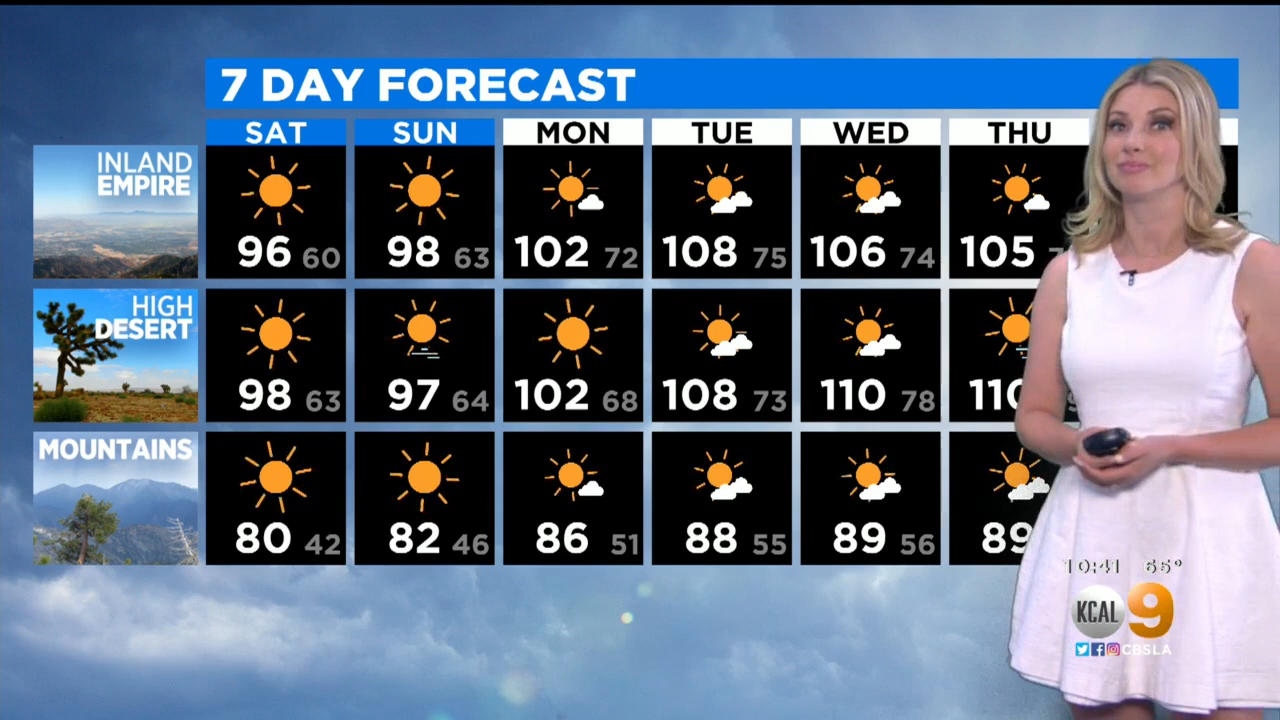 7 DAY FORECAST
SAT SUN MON TUE WED THU
INLAND
EMPIRE
96 60 98 63 102 72 108 75 106 74 105
HIGH
DESERT
98 63 97 64 102 68 108 73 110 78 110
MOUNTAINS
80 42 82 46 86 51 88 55 89 56 89
10:41 65°
KCAL 9
CBSLA